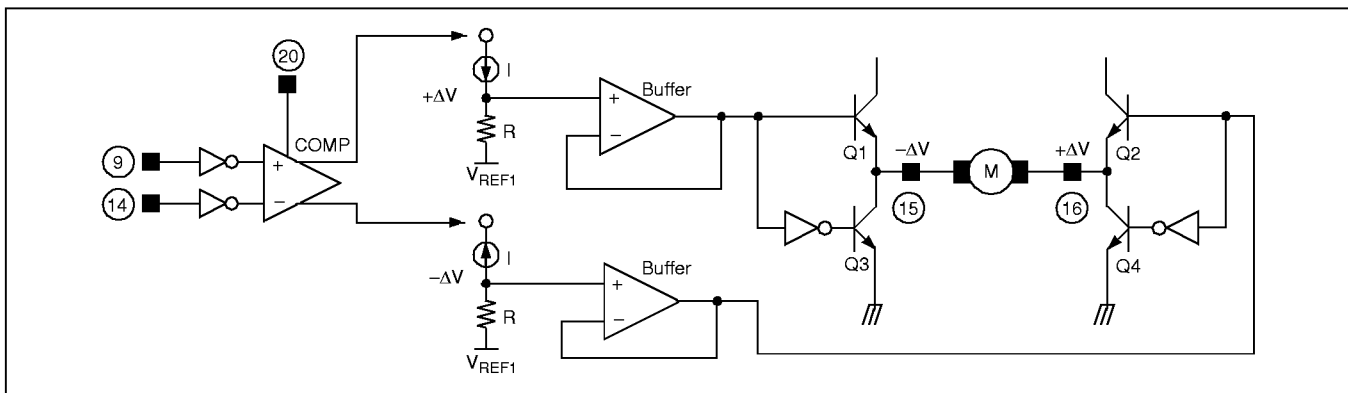 20
COMP
9
14
I
+ΔV
R
VREF1
Buffer
+
−
+
−
I
−ΔV
R
VREF1
Buffer
+
−
Q1
−ΔV
M
+ΔV
Q2
15
16
Q3
Q4